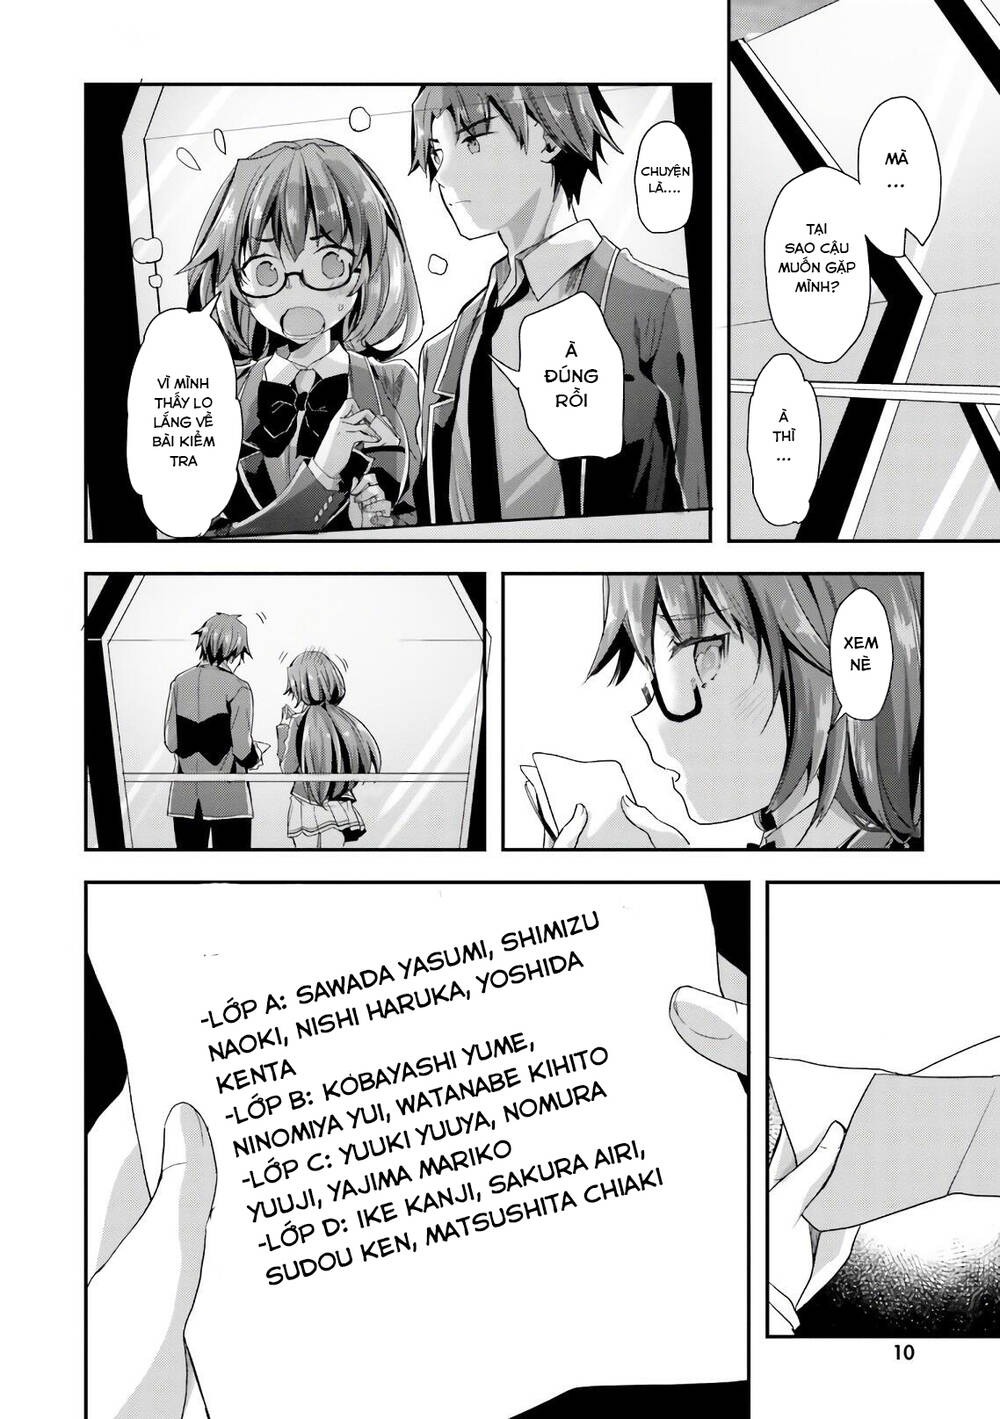 MÀ
...
TẠI
SAO CẬU
MUỐN GẶP
MÌNH?
À
THÌ
...
CHUYỆN
LÀ....
À
ĐÚNG
RỒI
VÌ MÌNH
THẤY LO
LẮNG VỀ
BÀI KIỂM
TRA
XEM
NÈ
-LỚP A: SAWADA YASUMI, SHIMIZU
NAOKI, NISHI HARUKA, YOSHIDA
KENTA
-LỚP B: KOBAYASHI YUME,
NINOMIYA YUI, WATANABE KIHITO
-LỚP C: YUUKI YUUYA, NOMURA
YUUJI, YAJIMA MARIKO
-LỚP D: IKE KANJI, SAKURA AIRI,
SUDOU KEN, MATSUSHITA CHIAKI
10